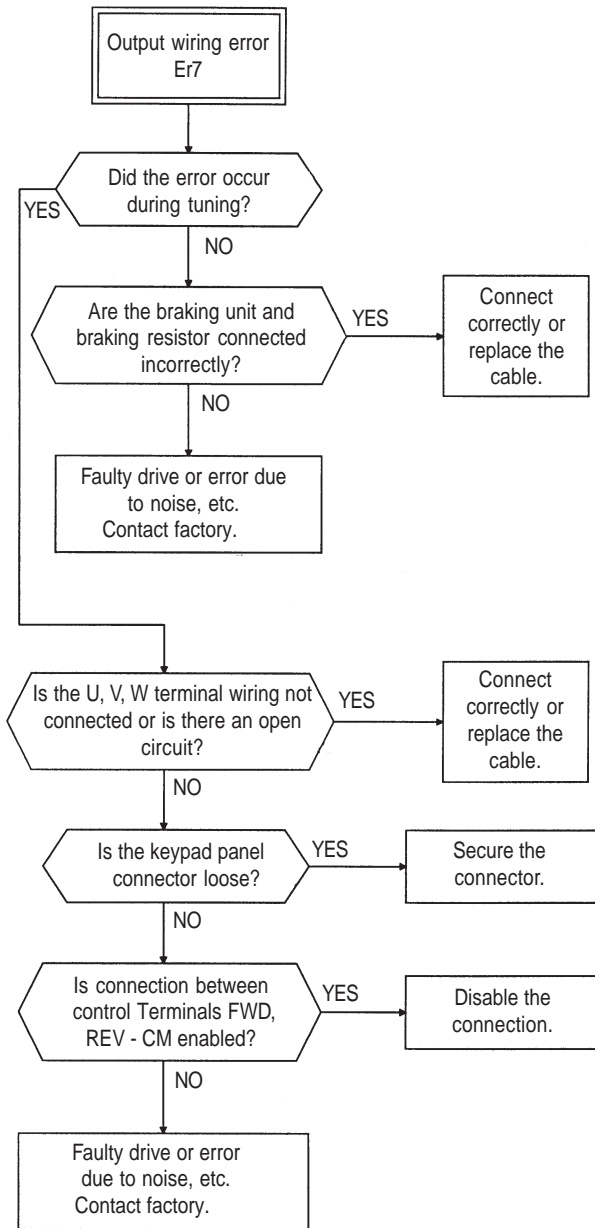 Output wiring error
Er7
Did the error occur
during tuning?
YES
NO
Are the braking unit and
braking resistor connected
incorrectly?
YES
Connect
correctly or
replace the
cable.
NO
Faulty drive or error due
to noise, etc.
Contact factory.
Is the U, V, W terminal wiring not
connected or is there an open
circuit?
YES
Connect
correctly or
replace the
cable.
NO
Is the keypad panel
connector loose?
YES
Secure the
connector.
NO
Is connection between
control Terminals FWD,
REV - CM enabled?
YES
Disable the
connection.
NO
Faulty drive or error
due to noise, etc.
Contact factory.